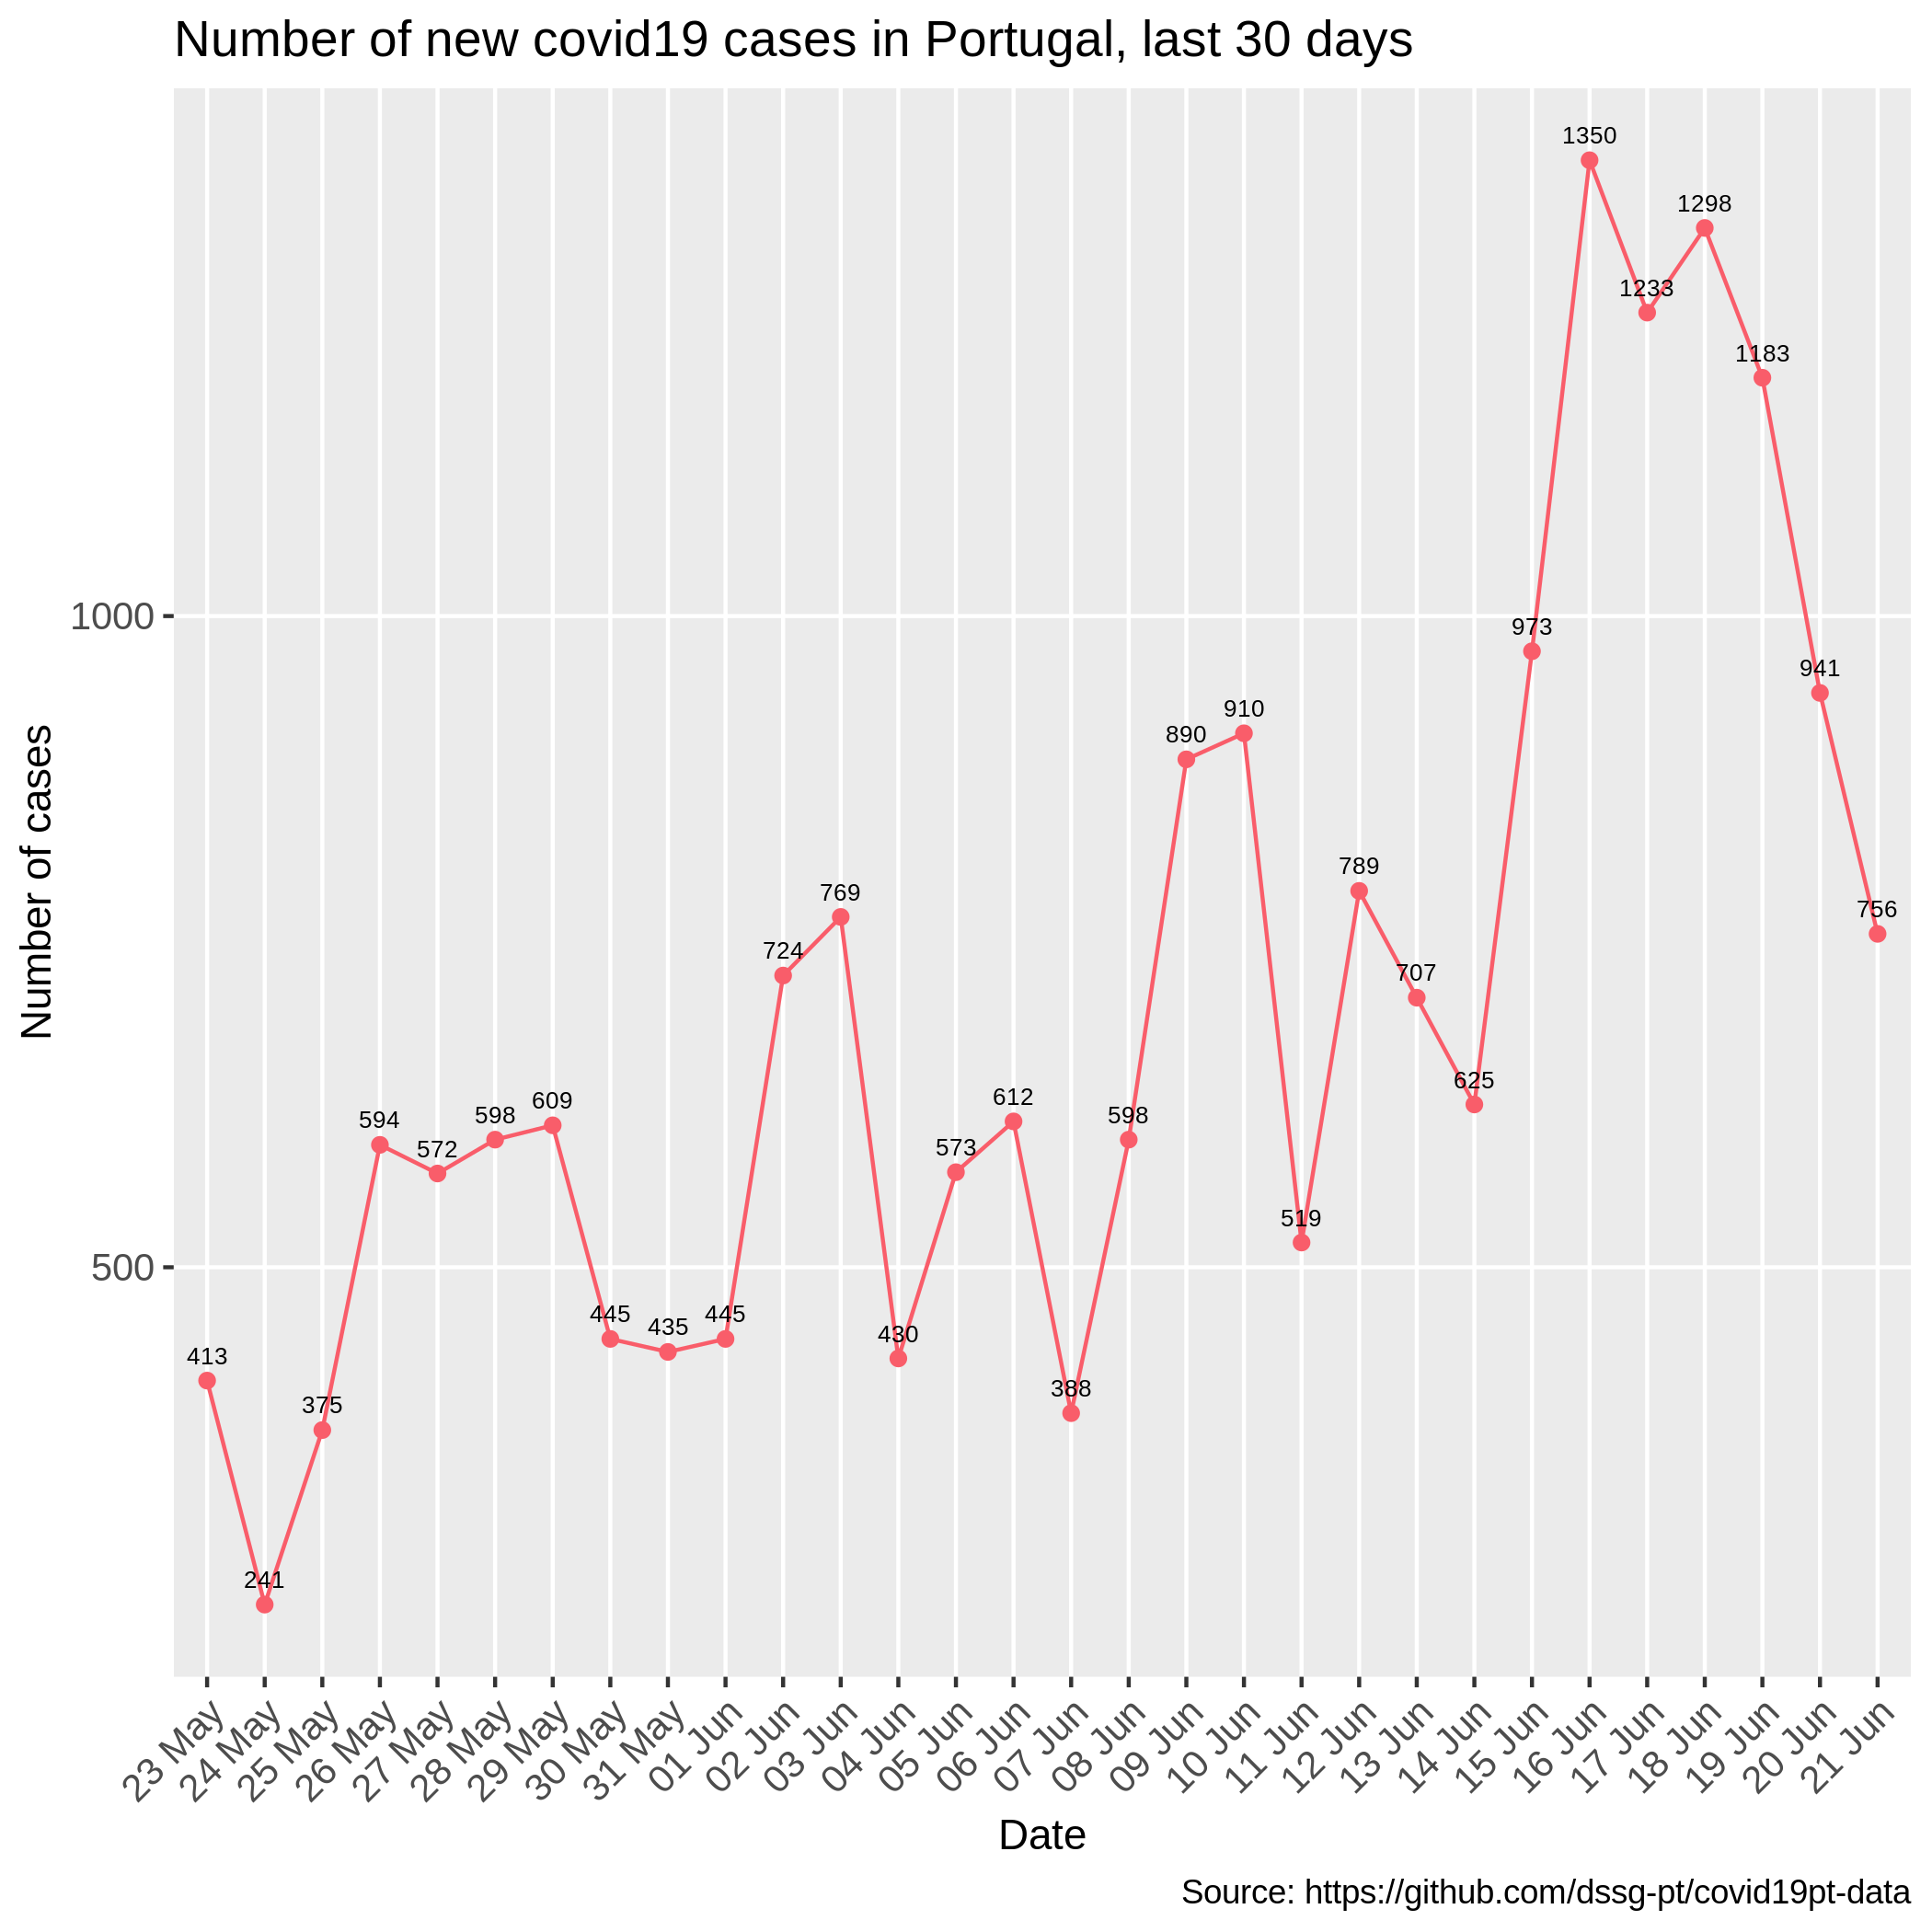 Number of new covid19 cases in Portugal, last 30 days
1350
1298
1233
1183
1000
973
941
910
890
789
769
756
724
707
625
612
609
598
598
594
573
572
519
500
445
445
435
430
413
388
375
241
Number of cases
23 May
24 May
25 May
26 May
27 May
28 May
29 May
30 May
31 May
01 Jun
02 Jun
03 Jun
04 Jun
05 Jun
06 Jun
07 Jun
08 Jun
09 Jun
10 Jun
11 Jun
12 Jun
13 Jun
14 Jun
15 Jun
16 Jun
17 Jun
18 Jun
19 Jun
20 Jun
21 Jun
Date
Source: https://github.com/dssg-pt/covid19pt-data